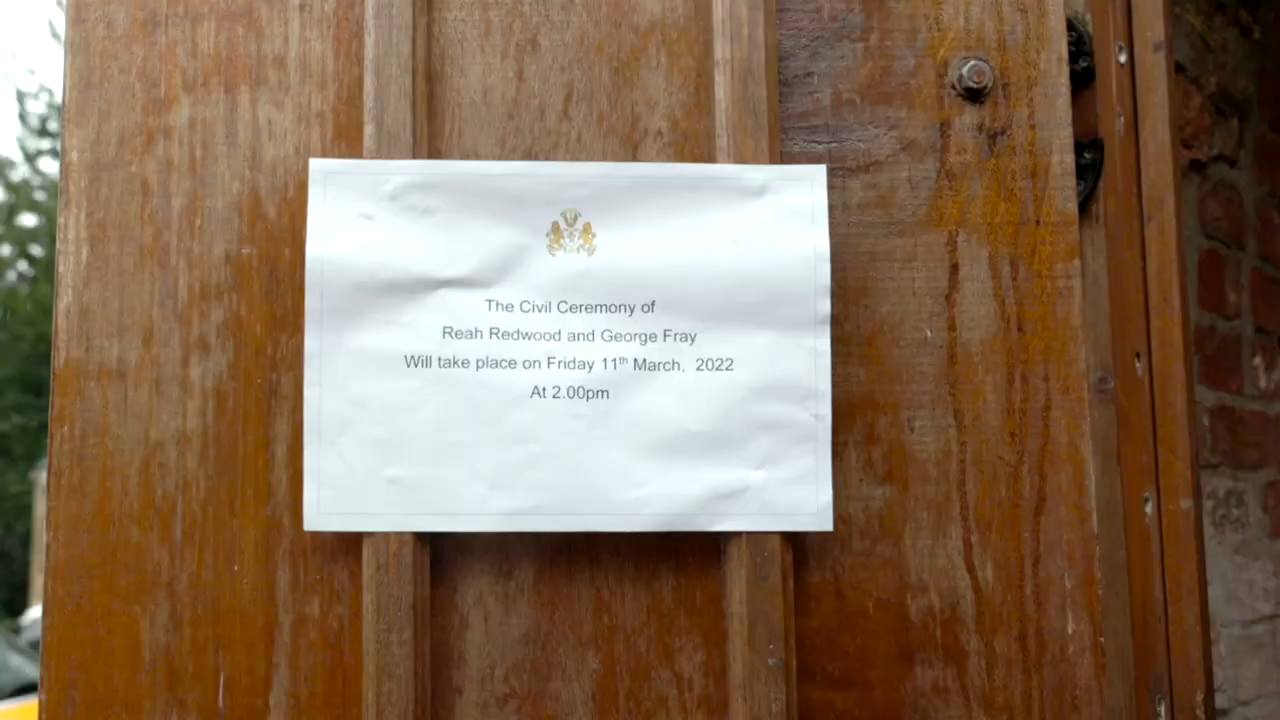 The Civil Ceremony of
Reah Redwood and George Fray
Will take place on Friday 11th March, 2022
At 2.00pm